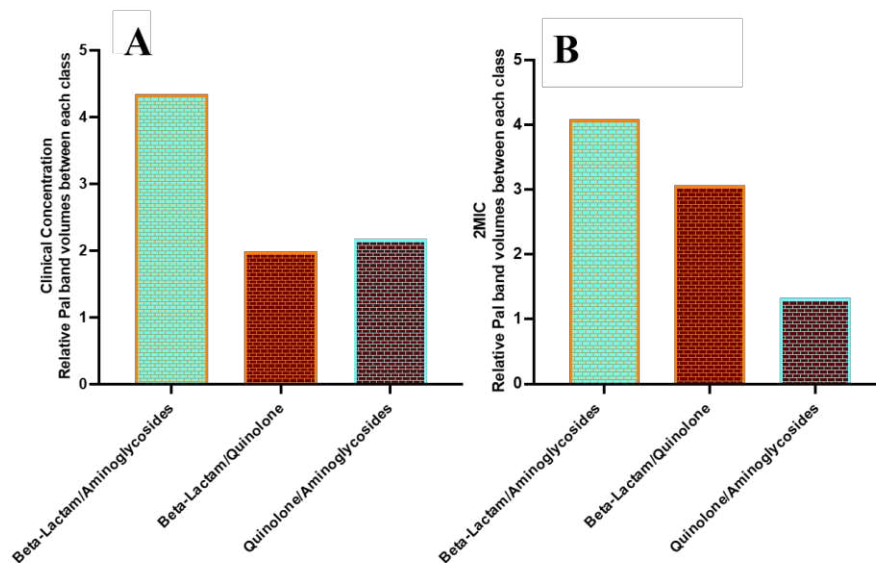 A
Clinical Concentration
Relative Pal band volumes between each class
5
4
3
2
1
0
Beta-Lactam/Aminoglycosides
Beta-Lactam/Quinolone
Quinolone/Aminoglycosides
B
2MIC
Relative Pal band volumes between each class
5
4
3
2
1
0
Beta-Lactam/Aminoglycosides
Beta-Lactam/Quinolone
Quinolone/Aminoglycosides